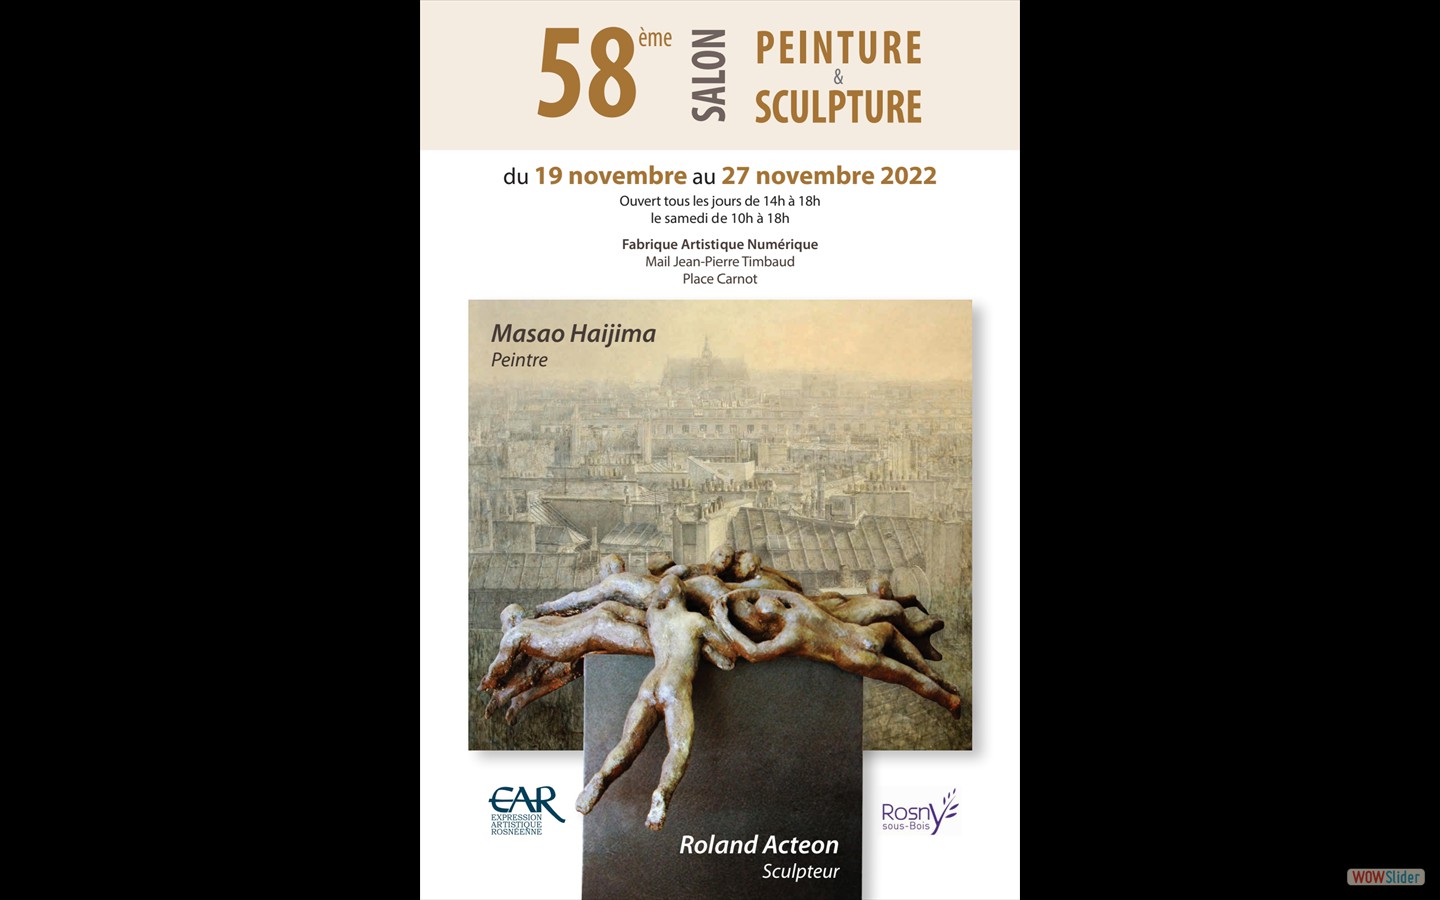 58ème
SALON
PEINTURE
&
SCULPTURE
du 19 novembre au 27 novembre 2022
Ouvert tous les jours de 14h à 18h
le samedi de 10h à 18h
Fabrique Artistique Numérique
Mail Jean-Pierre Timbaud
Place Carnot
Masao Haijima
Peintre
EAR
EXPRESSION
ARTISTIQUE
ROSNÉENNE
Rosny
sous-Bois
Roland Acteon
Sculpteur
WOWSlider